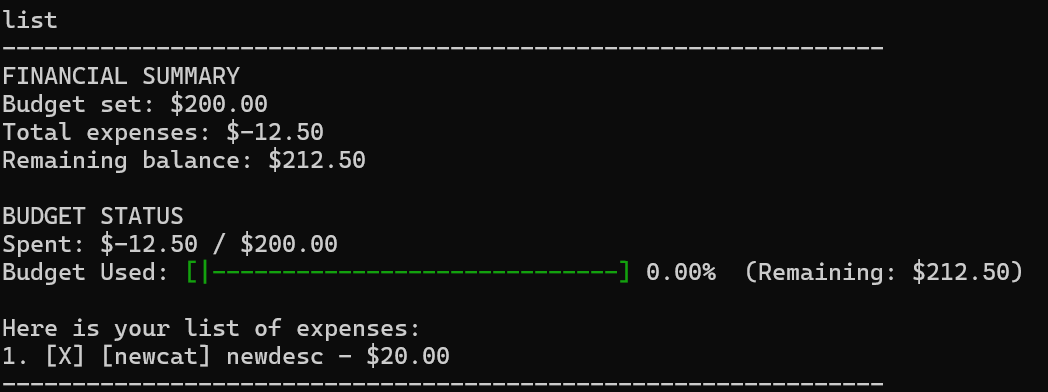 list
---------------------------------------------------------------
FINANCIAL SUMMARY
Budget set: $200.00
Total expenses: $-12.50
Remaining balance: $212.50
BUDGET STATUS
Spent: $-12.50 / $200.00
Budget Used: [|-----------------------------] 0.00%  (Remaining: $212.50)
Here is your list of expenses:
1. [X] [newcat] newdesc - $20.00
---------------------------------------------------------------